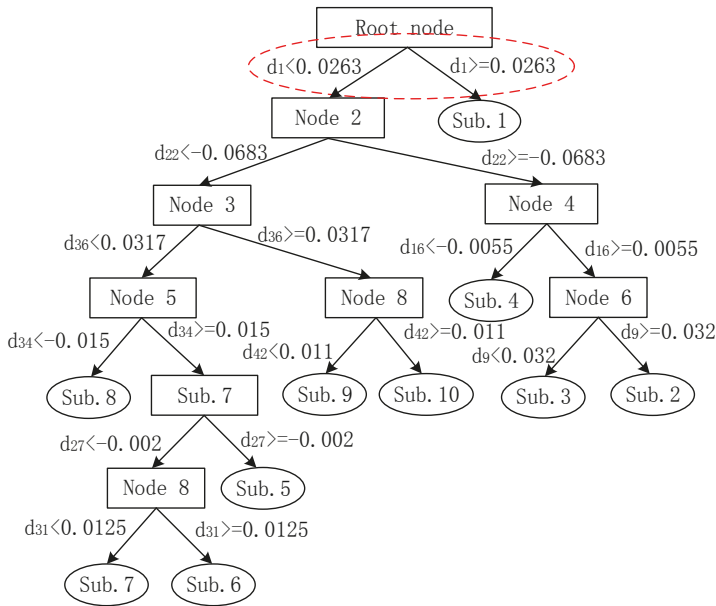 Root node
d1<0.0263
d1>=0.0263
Node 2
Sub.1
d22<-0.0683
d22>=-0.0683
Node 3
Node 4
d36<0.0317
d36>=0.0317
d16<-0.0055
d16>=0.0055
Node 5
Node 8
Sub.4
Node 6
d34<-0.015
d34>=0.015
d42<0.011
d42>=0.011
d9<0.032
d9>=0.032
Sub.8
Sub.7
Sub.9
Sub.10
Sub.3
Sub.2
d27<-0.002
d27>=-0.002
Node 8
Sub.5
d31<0.0125
d31>=0.0125
Sub.7
Sub.6